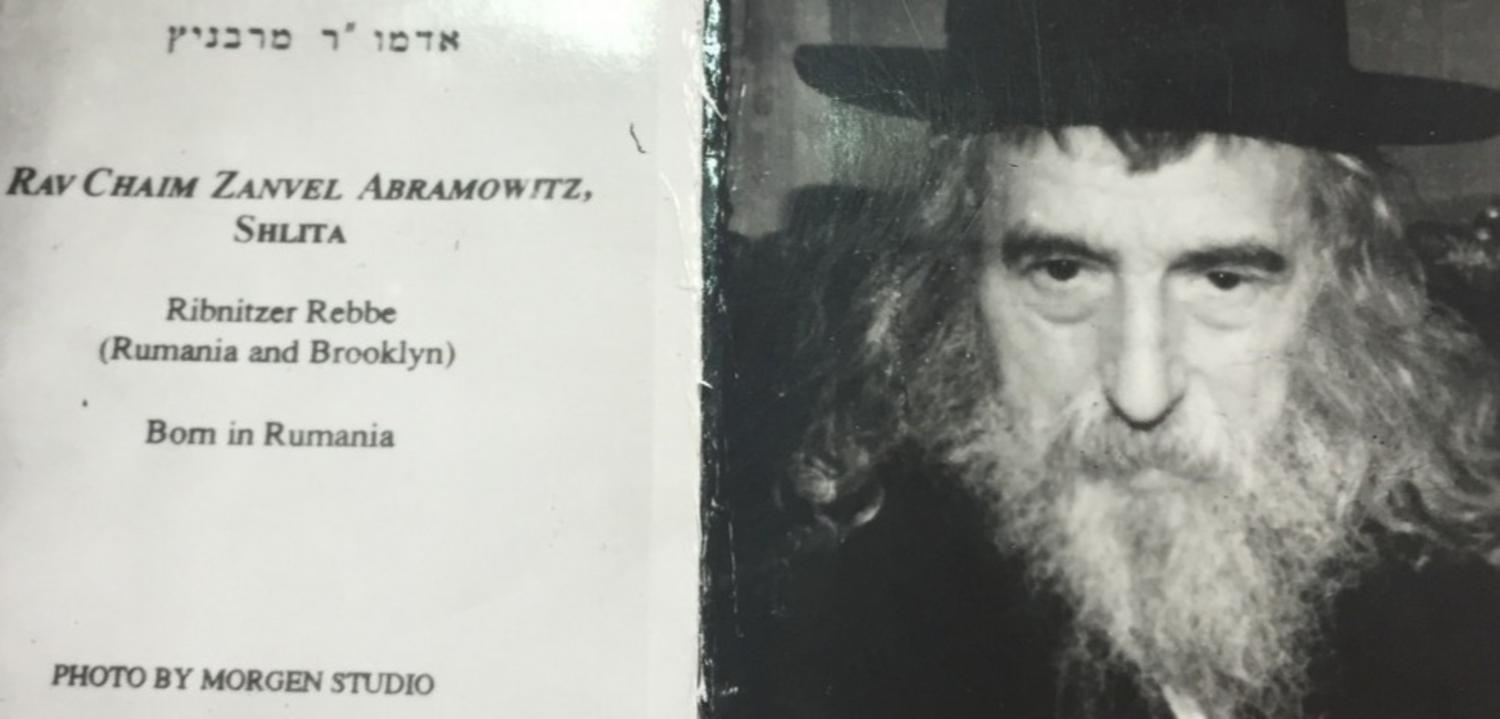 אדמו "ר מרבניץ
RAV CHAIM ZANVEL ABRAMOWITZ,
SHLITA
Ribnitzer Rebbe
(Rumania and Brooklyn)
Born in Rumania
PHOTO BY MORGEN STUDIO